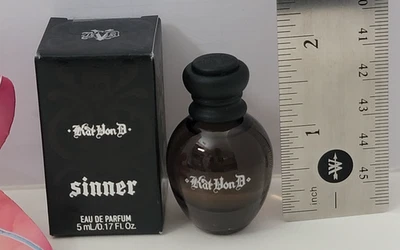 ·Kat Von D·
sinner
EAU DE PARFUM
5 mL/0.17 Fl. Oz.
·Kat Von D·
2
1
inch
41
42
43
44
45